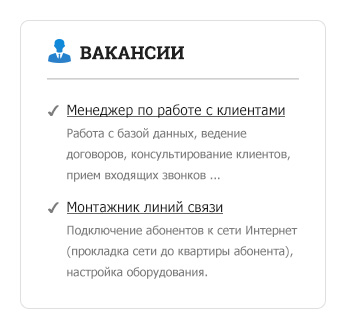 ВАКАНСИИ
Менеджер по работе с клиентами
Работа с базой данных, ведение
договоров, консультирование клиентов,
прием входящих звонков ...
Монтажник линий связи
Подключение абонентов к сети Интернет
(прокладка сети до квартиры абонента),
настройка оборудования.